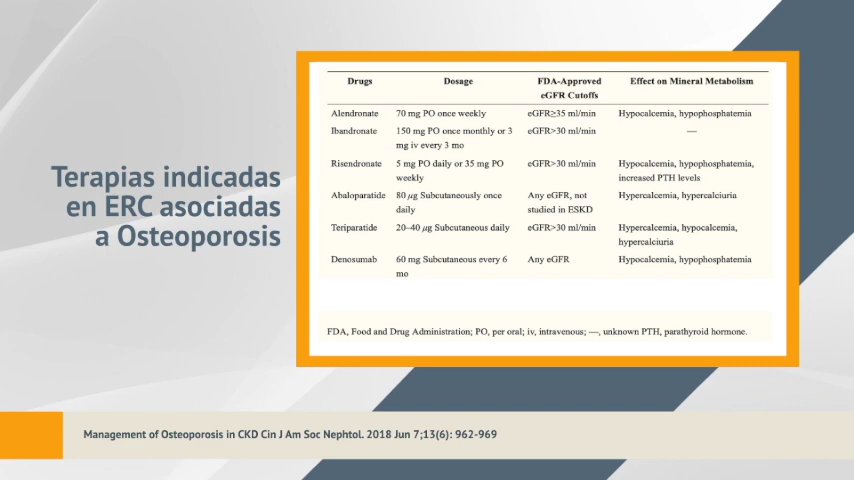 Terapias indicadas
en ERC asociadas
a Osteoporosis
Drugs Dosage FDA-Approved eGFR Cutoffs Effect on Mineral Metabolism
Alendronate 70 mg PO once weekly eGFR≥35 ml/min Hypocalcemia, hypophosphatemia
Ibandronate 150 mg PO once monthly or 3 mg iv every 3 mo eGFR>30 ml/min —
Risendronate 5 mg PO daily or 35 mg PO weekly eGFR>30 ml/min Hypocalcemia, hypophosphatemia, increased PTH levels
Abaloparatide 80 μg Subcutaneously once daily Any eGFR, not studied in ESKD Hypercalcemia, hypercalciuria
Teriparatide 20–40 μg Subcutaneous daily eGFR>30 ml/min Hypercalcemia, hypocalcemia, hypercalciuria
Denosumab 60 mg Subcutaneous every 6 mo Any eGFR Hypocalcemia, hypophosphatemia
FDA, Food and Drug Administration; PO, per oral; iv, intravenous; —, unknown PTH, parathyroid hormone.
Management of Osteoporosis in CKD Cin J Am Soc Nephtol. 2018 Jun 7;13(6): 962-969